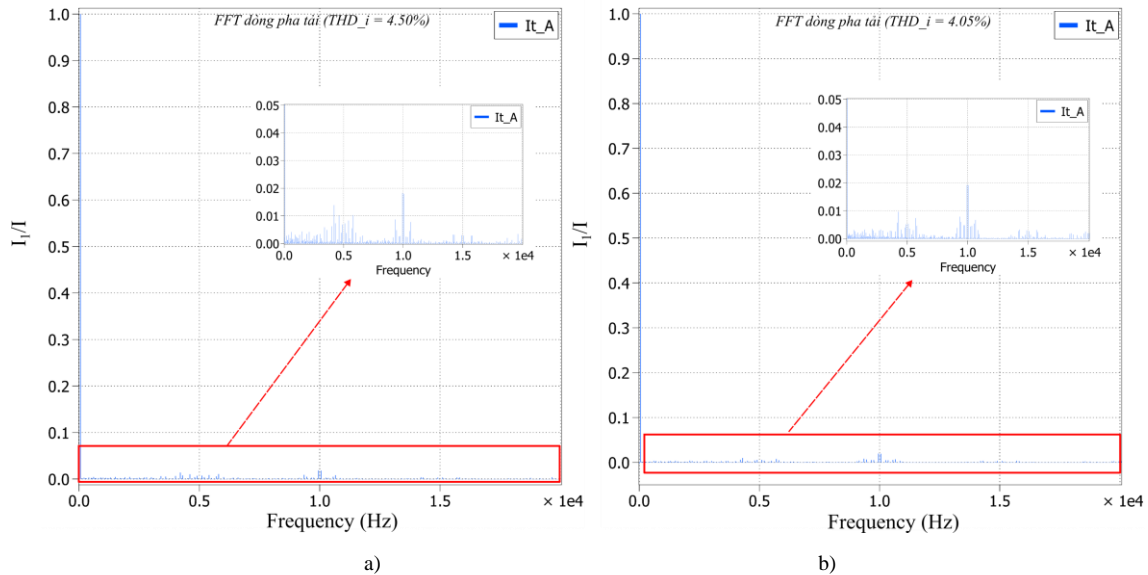 FFT dòng pha tải (THD_i = 4.50%)
It_A
1.0
0.9
0.8
0.7
0.6
0.5
0.4
0.3
0.2
0.1
0.0
I₁/I
0.05
0.04
0.03
0.02
0.01
0.00
It_A
0.0 0.5 1.0 1.5 × 1e4
Frequency
0.0 0.5 1.0 1.5 × 1e4
Frequency (Hz)
a)
FFT dòng pha tải (THD_i = 4.05%)
It_A
1.0
0.9
0.8
0.7
0.6
0.5
0.4
0.3
0.2
0.1
0.0
I₁/I
0.05
0.04
0.03
0.02
0.01
0.00
It_A
0.0 0.5 1.0 1.5 × 1e4
Frequency
0.0 0.5 1.0 1.5 × 1e4
Frequency (Hz)
b)